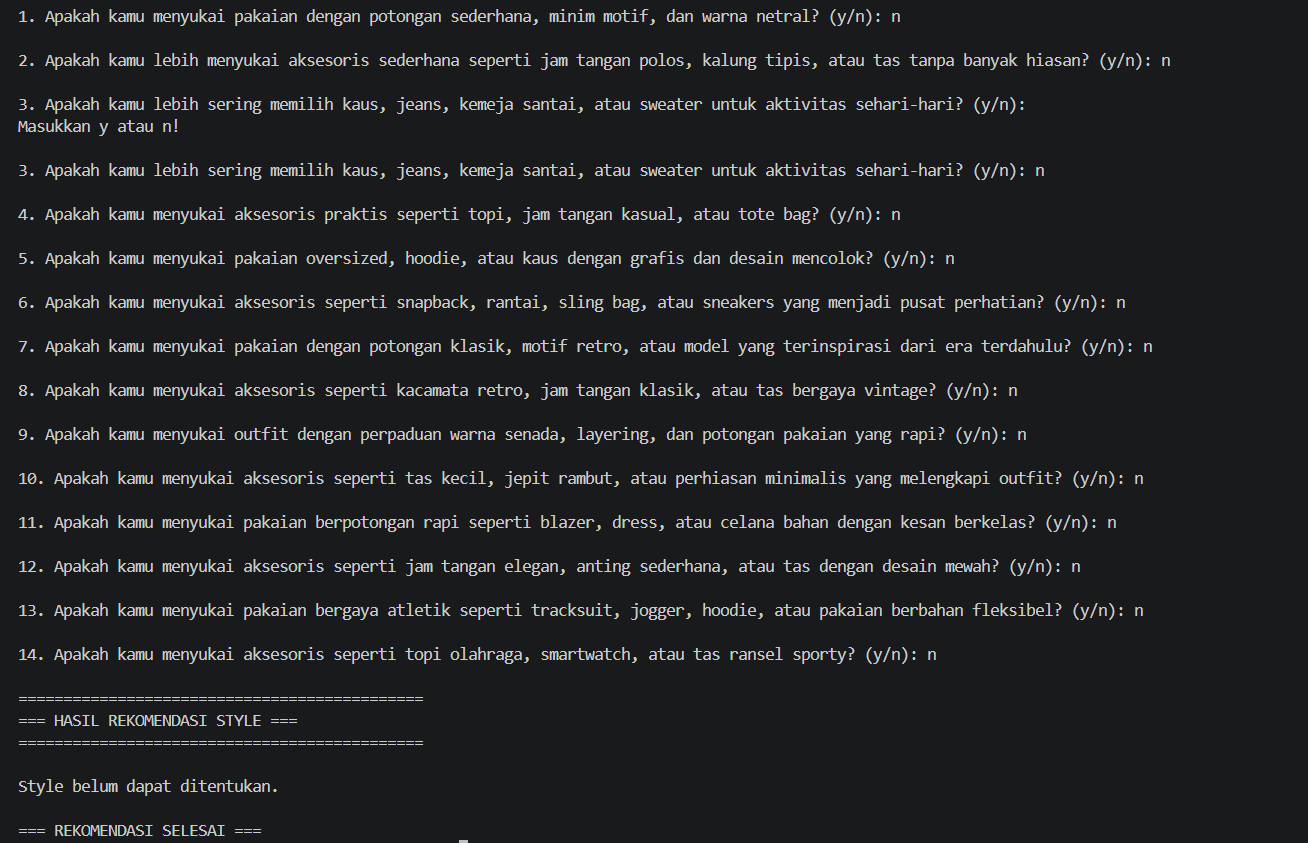 1. Apakah kamu menyukai pakaian dengan potongan sederhana, minim motif, dan warna netral? (y/n): n
2. Apakah kamu lebih menyukai aksesoris sederhana seperti jam tangan polos, kalung tipis, atau tas tanpa banyak hiasan? (y/n): n
3. Apakah kamu lebih sering memilih kaus, jeans, kemeja santai, atau sweater untuk aktivitas sehari-hari? (y/n):
Masukkan y atau n!
3. Apakah kamu lebih sering memilih kaus, jeans, kemeja santai, atau sweater untuk aktivitas sehari-hari? (y/n): n
4. Apakah kamu menyukai aksesoris praktis seperti topi, jam tangan kasual, atau tote bag? (y/n): n
5. Apakah kamu menyukai pakaian oversized, hoodie, atau kaus dengan grafis dan desain mencolok? (y/n): n
6. Apakah kamu menyukai aksesoris seperti snapback, rantai, sling bag, atau sneakers yang menjadi pusat perhatian? (y/n): n
7. Apakah kamu menyukai pakaian dengan potongan klasik, motif retro, atau model yang terinspirasi dari era terdahulu? (y/n): n
8. Apakah kamu menyukai aksesoris seperti kacamata retro, jam tangan klasik, atau tas bergaya vintage? (y/n): n
9. Apakah kamu menyukai outfit dengan perpaduan warna senada, layering, dan potongan pakaian yang rapi? (y/n): n
10. Apakah kamu menyukai aksesoris seperti tas kecil, jepit rambut, atau perhiasan minimalis yang melengkapi outfit? (y/n): n
11. Apakah kamu menyukai pakaian berpotongan rapi seperti blazer, dress, atau celana bahan dengan kesan berkelas? (y/n): n
12. Apakah kamu menyukai aksesoris seperti jam tangan elegan, anting sederhana, atau tas dengan desain mewah? (y/n): n
13. Apakah kamu menyukai pakaian bergaya atletik seperti tracksuit, jogger, hoodie, atau pakaian berbahan fleksibel? (y/n): n
14. Apakah kamu menyukai aksesoris seperti topi olahraga, smartwatch, atau tas ransel sporty? (y/n): n
=============================================
=== HASIL REKOMENDASI STYLE ===
=============================================
Style belum dapat ditentukan.
=== REKOMENDASI SELESAI ===